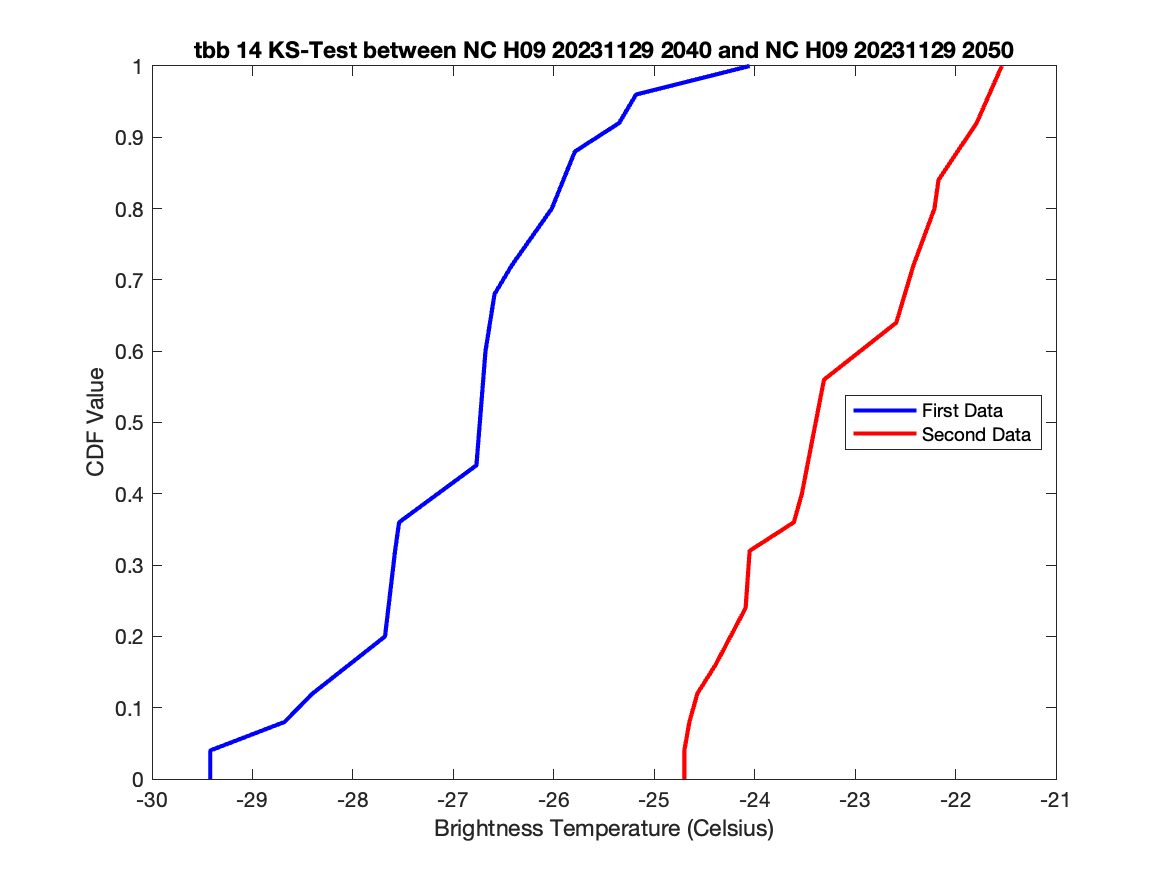 tbb 14 KS-Test between NC H09 20231129 2040 and NC H09 20231129 2050
1
0.9
0.8
0.7
0.6
0.5
0.4
0.3
0.2
0.1
0
CDF Value
First Data
Second Data
-30 -29 -28 -27 -26 -25 -24 -23 -22 -21
Brightness Temperature (Celsius)